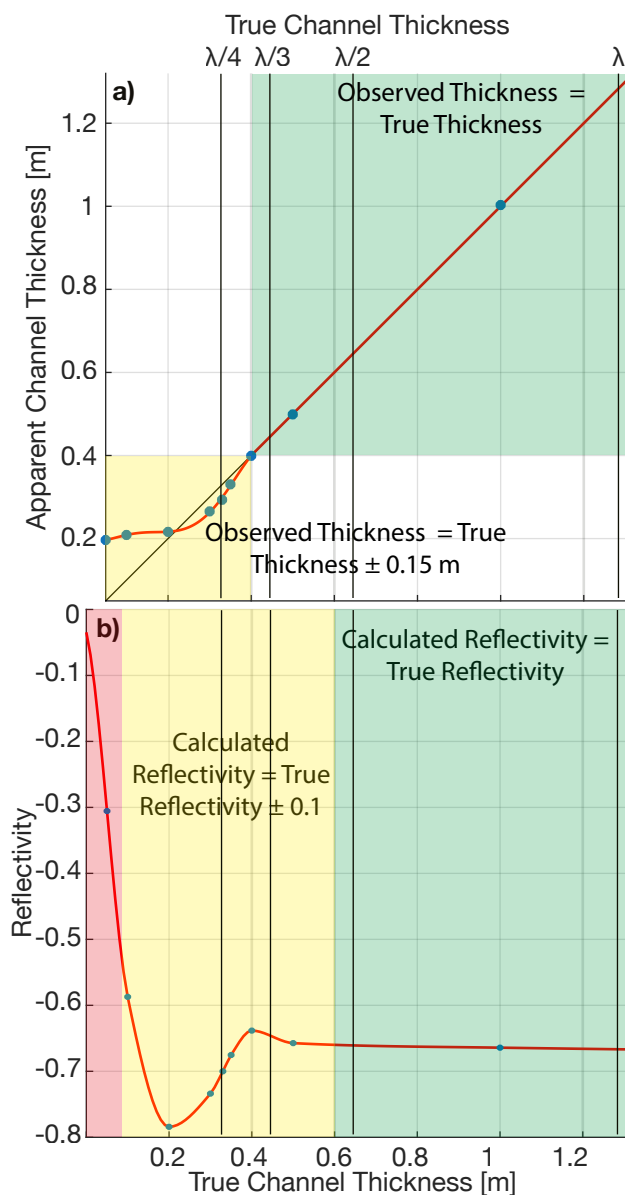 True Channel Thickness
λ/4 λ/3 λ/2 λ
a)
Observed Thickness =
True Thickness
1.2
1
0.8
0.6
0.4
0.2
Apparent Channel Thickness [m]
Observed Thickness = True
Thickness ± 0.15 m
b)
Calculated Reflectivity =
True Reflectivity
Calculated
Reflectivity = True
Reflectivity ± 0.1
0
-0.1
-0.2
-0.3
-0.4
-0.5
-0.6
-0.7
-0.8
Reflectivity
0.2 0.4 0.6 0.8 1 1.2
True Channel Thickness [m]